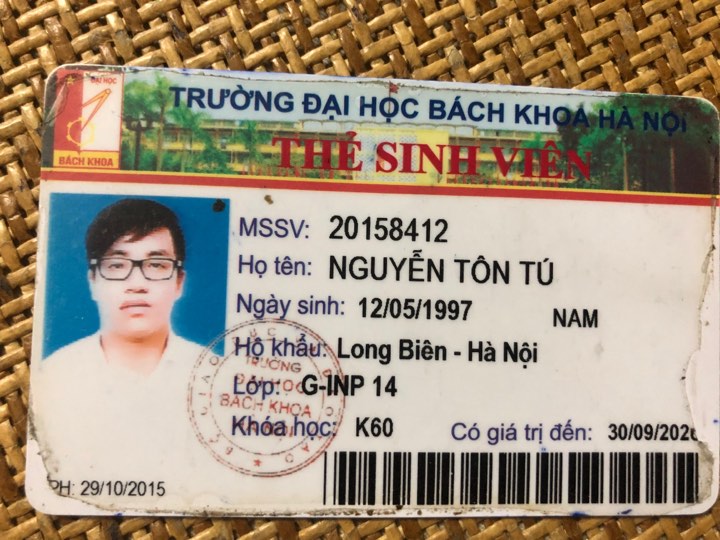 ĐẠI HỌC
BÁCH KHOA
TRƯỜNG ĐẠI HỌC BÁCH KHOA HÀ NỘI
THẺ SINH VIÊN
MSSV: 20158412
Họ tên: NGUYỄN TÔN TÚ
Ngày sinh: 12/05/1997 NAM
Hộ khẩu: Long Biên - Hà Nội
Lớp: G-INP 14
Khóa học: K60 Có giá trị đến: 30/09/2020
TRƯỜNG
ĐẠI HỌC
BÁCH KHOA
PH: 29/10/2015